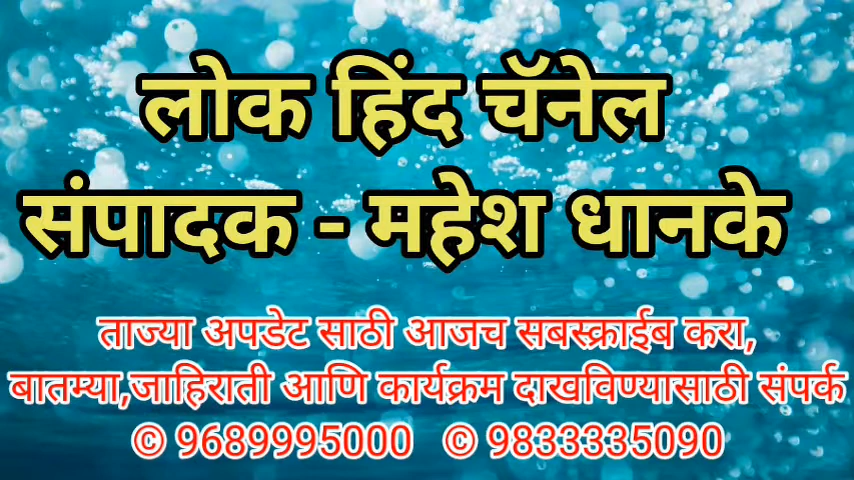 लोक हिंद चॅनेल
संपादक - महेश धानके
ताज्या अपडेट साठी आजच सबस्क्राईब करा,
बातम्या,जाहिराती आणि कार्यक्रम दाखविण्यासाठी संपर्क
© 9689995000 © 9833335090